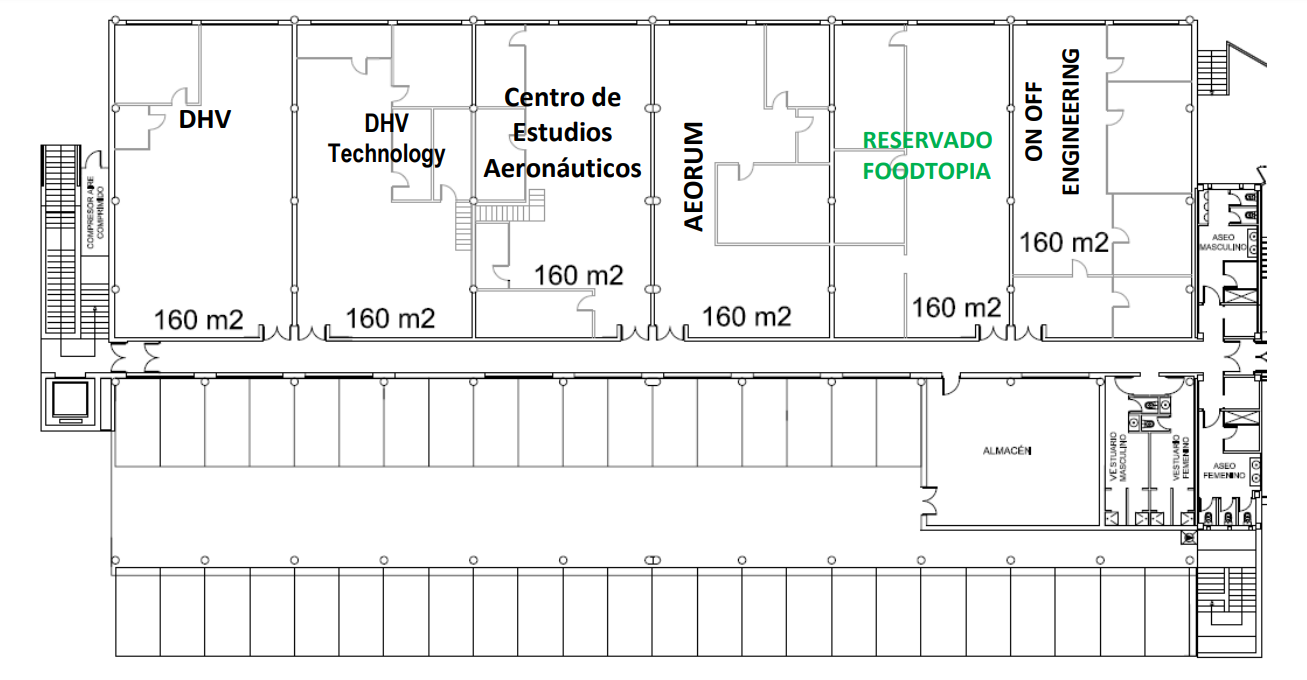 DHV
DHV
Technology
Centro de
Estudios
Aeronáuticos
AEORUM
RESERVADO
FOODTOPIA
ON OFF
ENGINEERING
160 m2
160 m2
160 m2
160 m2
160 m2
160 m2
COMPRESOR AIRE
COMPRIMIDO
ASEO
MASCULINO
ALMACÉN
VESTUARIO
MASCULINO
VESTUARIO
FEMENINO
ASEO
FEMENINO